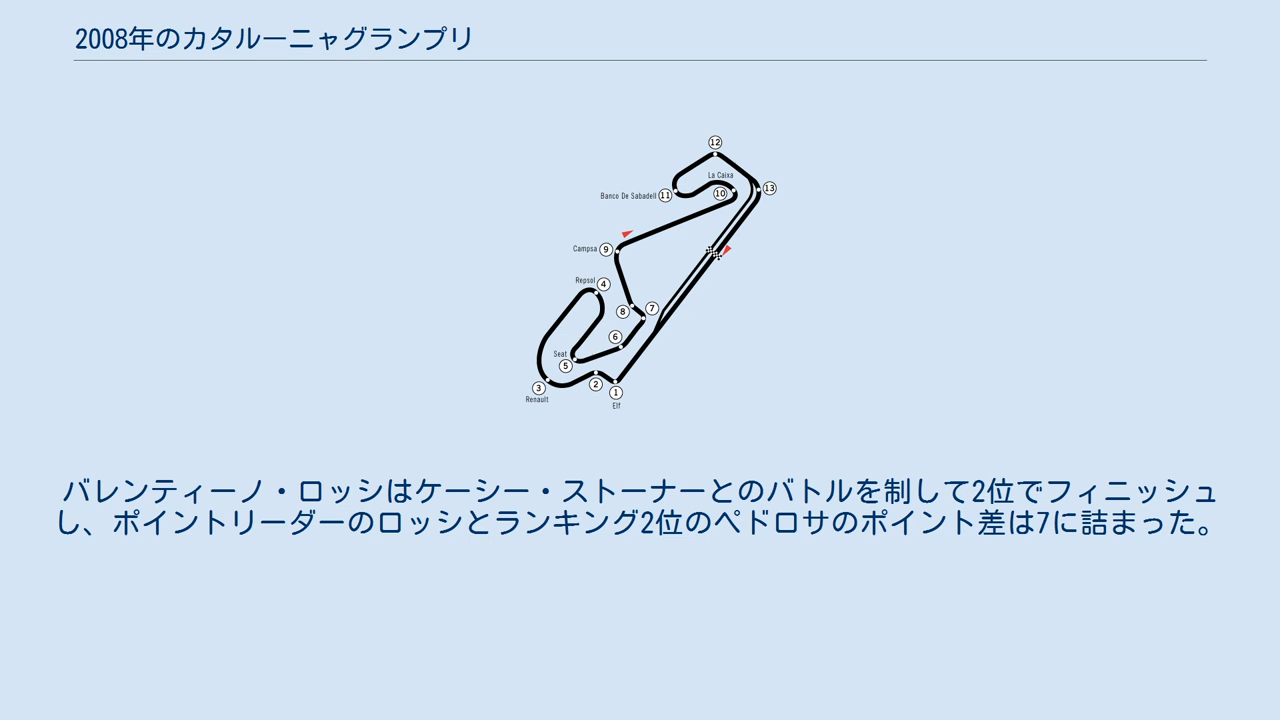 2008年のカタルーニャグランプリ
12
La Caixa
13
Banco De Sabadell 11
10
Campsa 9
Repsol 4
7
8
6
Seat
5
3
2
1
Renault
Elf
バレンティーノ・ロッシはケーシー・ストーナーとのバトルを制して2位でフィニッシュ
し、ポイントリーダーのロッシとランキング2位のペドロサのポイント差は7に詰まった。